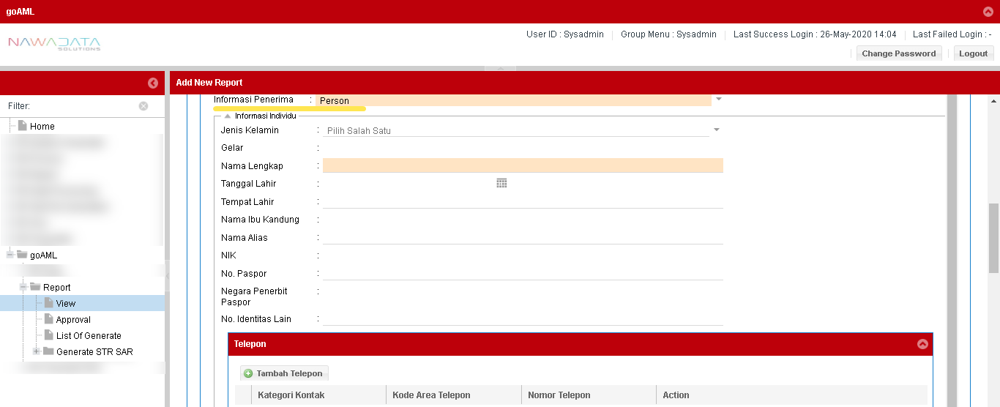 goAML
NAWADATA
SOLUTIONS
User ID : Sysadmin
Group Menu : Sysadmin
Last Success Login : 26-May-2020 14:04
Last Failed Login : -
Change Password
Logout
Filter:
Home
goAML
Report
View
Approval
List Of Generate
Generate STR SAR
Add New Report
Informasi Penerima : Person
Informasi Individu
Jenis Kelamin : Pilih Salah Satu
Gelar :
Nama Lengkap :
Tanggal Lahir :
Tempat Lahir :
Nama Ibu Kandung :
Nama Alias :
NIK :
No. Paspor :
Negara Penerbit :
Paspor
No. Identitas Lain :
Telepon
Tambah Telepon
Kategori Kontak Kode Area Telepon Nomor Telepon Action